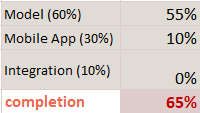 Model (60%) 55%
Mobile App (30%) 10%
Integration (10%) 0%
completion 65%